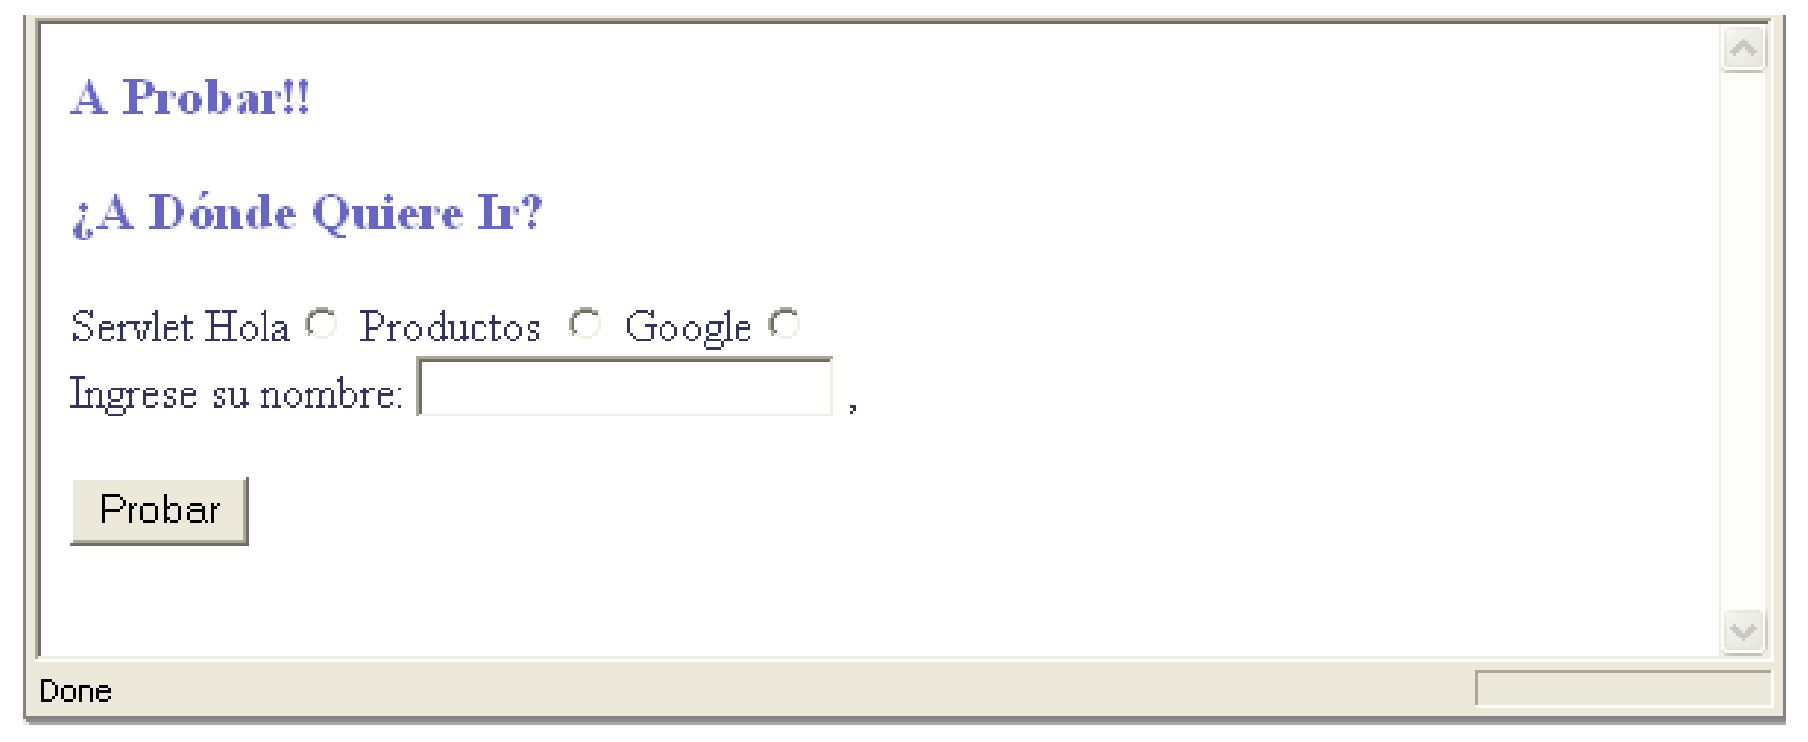 A Probar!!
¿A Dónde Quiere Ir?
Servlet Hola Productos Google
Ingrese su nombre: ,
Probar
Done